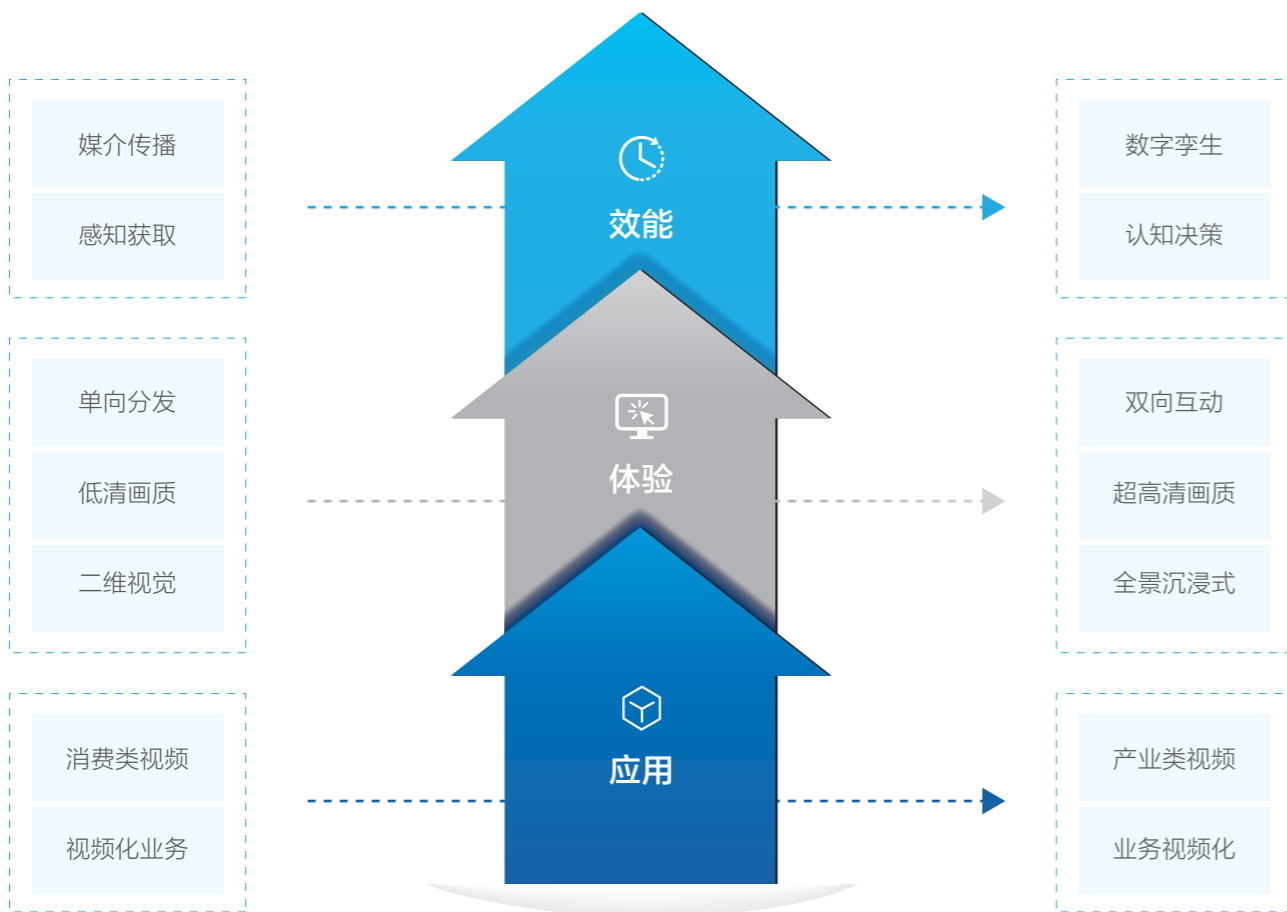 媒介传播
感知获取
效能
数字孪生
认知决策
单向分发
低清画质
二维视觉
体验
双向互动
超高清画质
全景沉浸式
消费类视频
视频化业务
应用
产业类视频
业务视频化